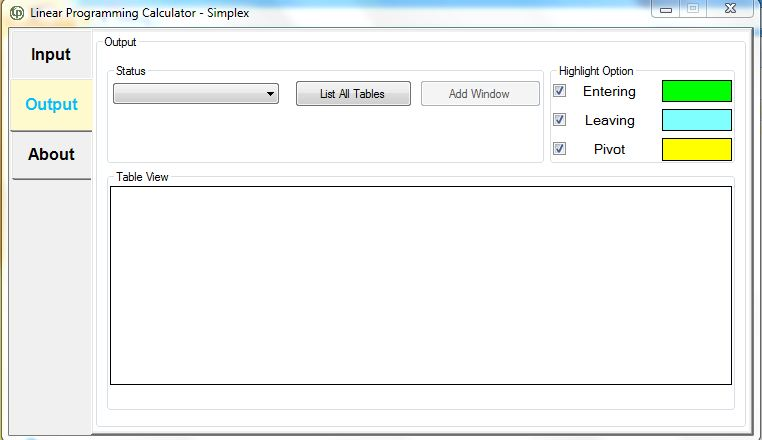 Linear Programming Calculator - Simplex
Input
Output
About
Output
Status
List All Tables
Add Window
Highlight Option
Entering
Leaving
Pivot
Table View